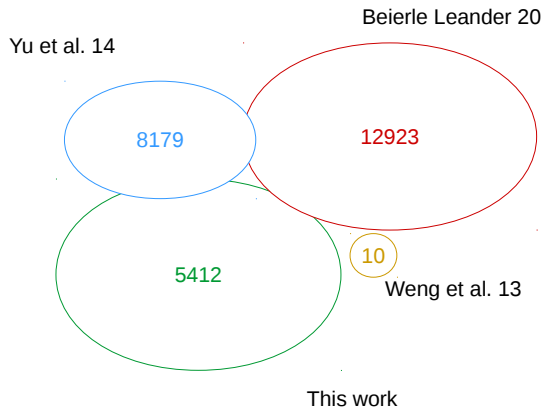 Beierle Leander 20
Yu et al. 14
8179
12923
5412
10
Weng et al. 13
This work